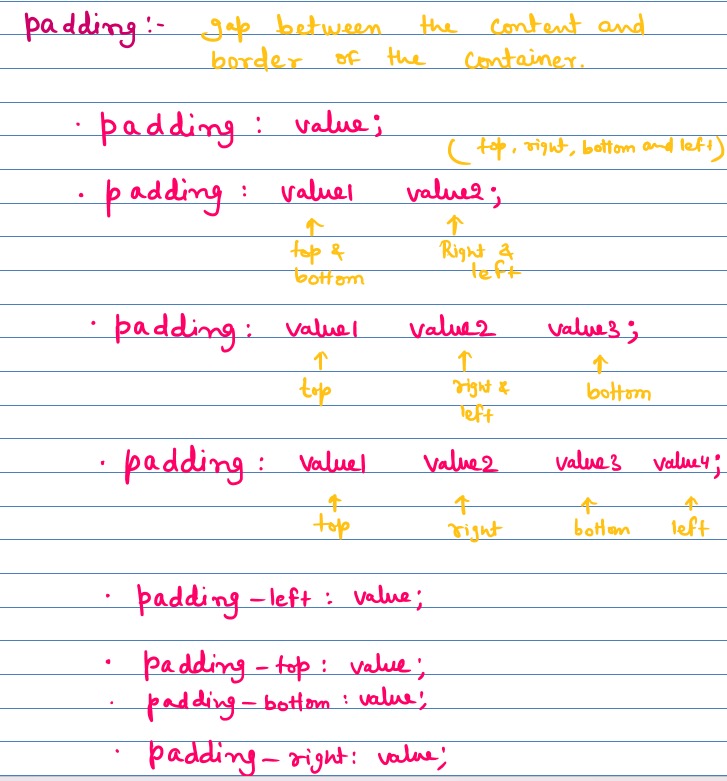 padding :- gap between the content and
border of the container.
• padding : value;
( top, right, bottom and left)
• padding : value1 value2;
↑ ↑
top & Right &
bottom left
• padding : value1 value2 value3;
↑ ↑ ↑
top right & bottom
left
• padding : value1 value2 value3 value4;
↑ ↑ ↑ ↑
top right bottom left
• padding-left : value;
• padding-top : value;
• padding-bottom : value;
• padding-right : value;